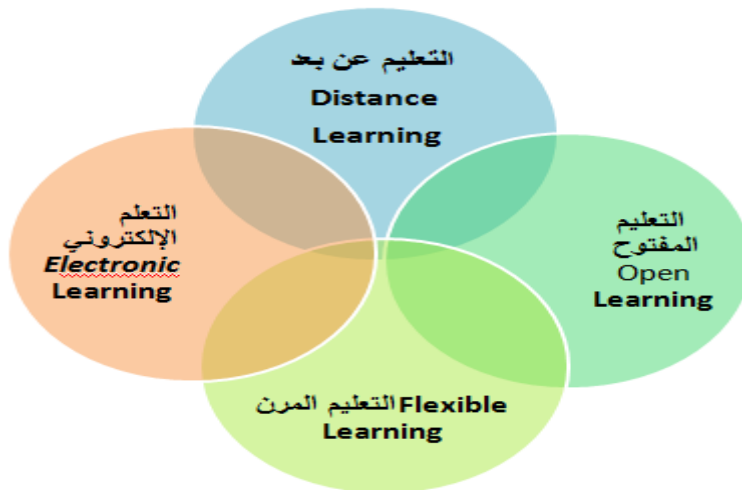 التعليم عن بعد
Distance
Learning
التعلم
الإلكتروني
Electronic
Learning
التعليم
المفتوح
Open
Learning
التعليم المرن Flexible
Learning